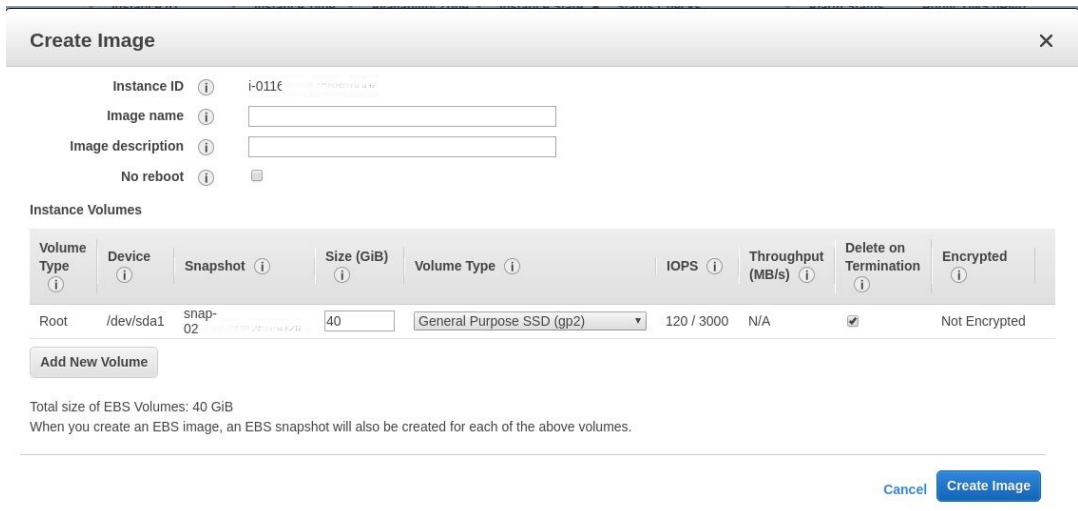 Create Image
Instance ID i-0116
Image name
Image description
No reboot
Instance Volumes
Volume Type Device Snapshot Size (GiB) Volume Type IOPS Throughput (MB/s) Delete on Termination Encrypted
Root /dev/sda1 snap-02 40 General Purpose SSD (gp2) 120 / 3000 N/A Not Encrypted
Add New Volume
Total size of EBS Volumes: 40 GiB
When you create an EBS image, an EBS snapshot will also be created for each of the above volumes.
Cancel Create Image